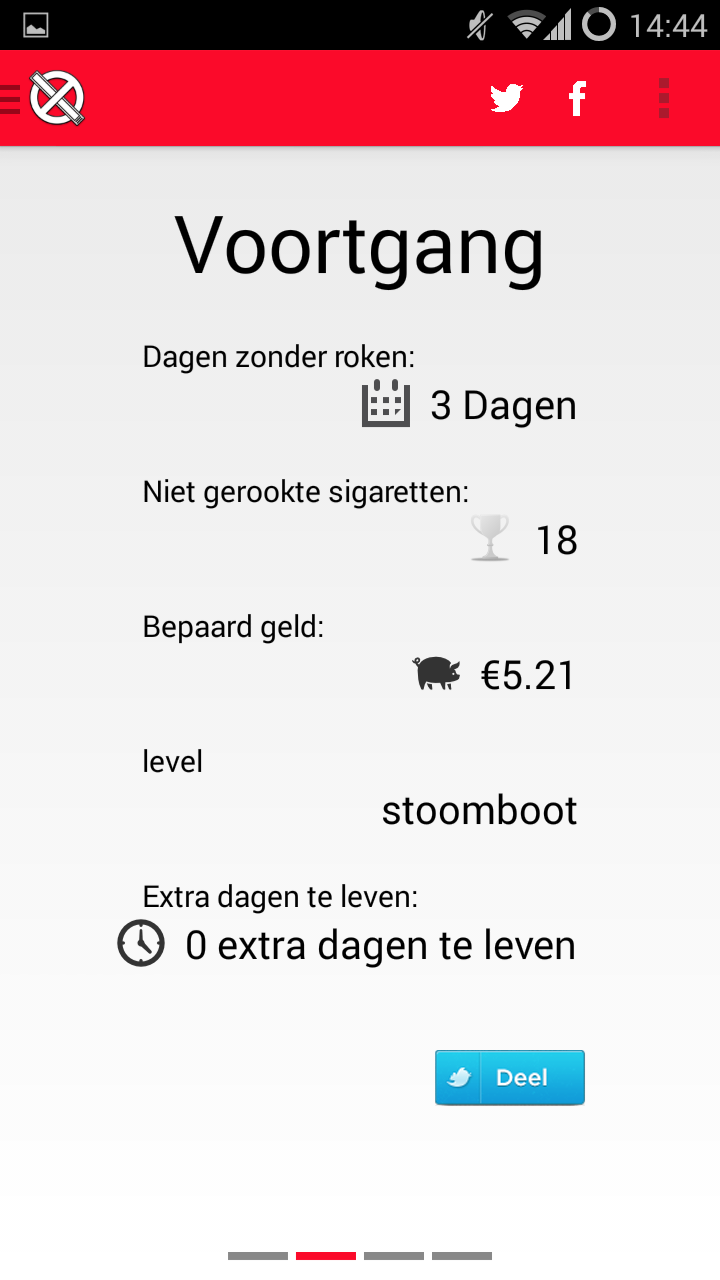 14:44
Voortgang
Dagen zonder roken:
3 Dagen
Niet gerookte sigaretten:
18
Bepaard geld:
€5.21
level
stoomboot
Extra dagen te leven:
0 extra dagen te leven
Deel